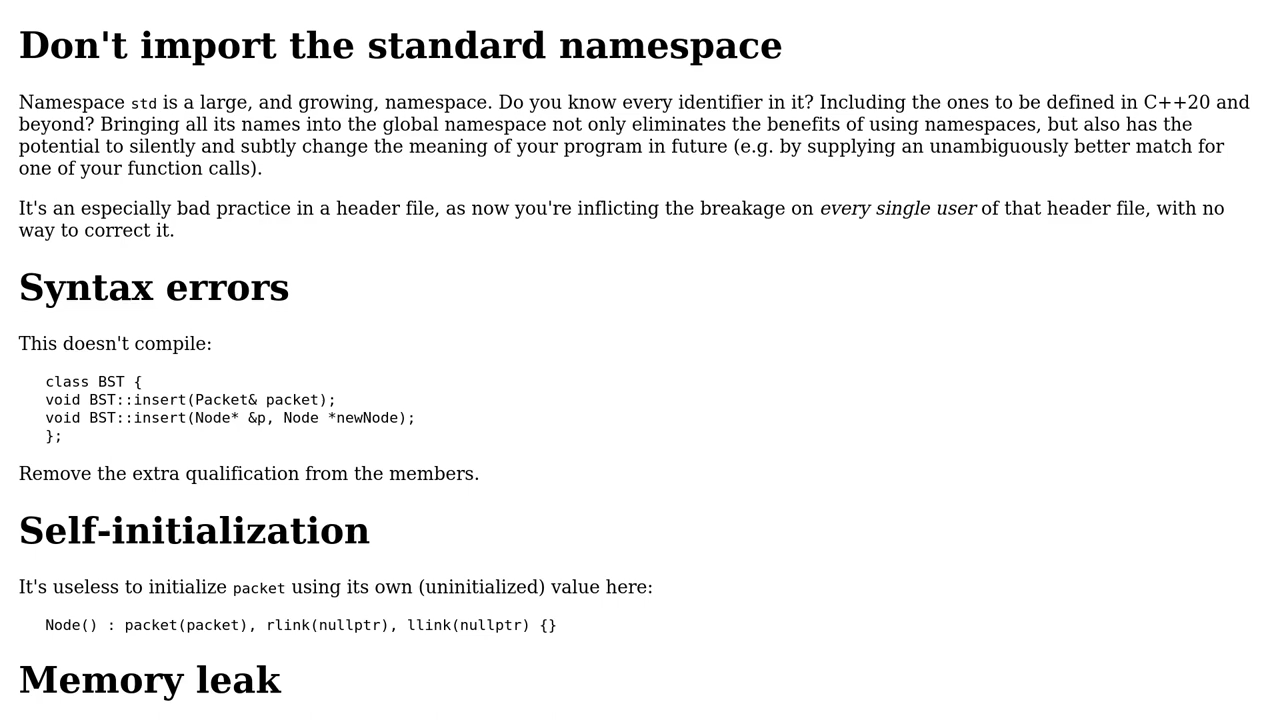 Don't import the standard namespace
Namespace std is a large, and growing, namespace. Do you know every identifier in it? Including the ones to be defined in C++20 and
beyond? Bringing all its names into the global namespace not only eliminates the benefits of using namespaces, but also has the
potential to silently and subtly change the meaning of your program in future (e.g. by supplying an unambiguously better match for
one of your function calls).
It's an especially bad practice in a header file, as now you're inflicting the breakage on every single user of that header file, with no
way to correct it.
Syntax errors
This doesn't compile:
class BST {
void BST::insert(Packet& packet);
void BST::insert(Node* &p, Node *newNode);
};
Remove the extra qualification from the members.
Self-initialization
It's useless to initialize packet using its own (uninitialized) value here:
Node() : packet(packet), rlink(nullptr), llink(nullptr) {}
Memory leak